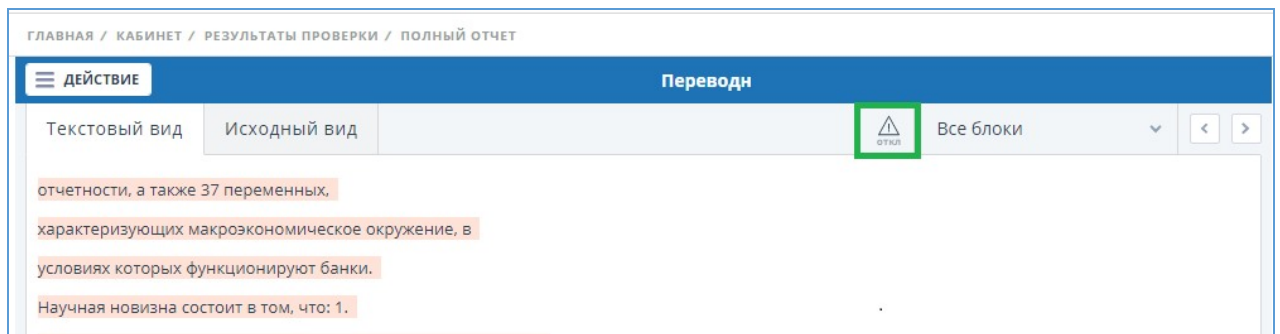 ГЛАВНАЯ / КАБИНЕТ / РЕЗУЛЬТАТЫ ПРОВЕРКИ / ПОЛНЫЙ ОТЧЕТ
ДЕЙСТВИЕ Переводн
Текстовый вид Исходный вид откл Все блоки
отчетности, а также 37 переменных,
характеризующих макроэкономическое окружение, в
условиях которых функционируют банки.
Научная новизна состоит в том, что: 1.